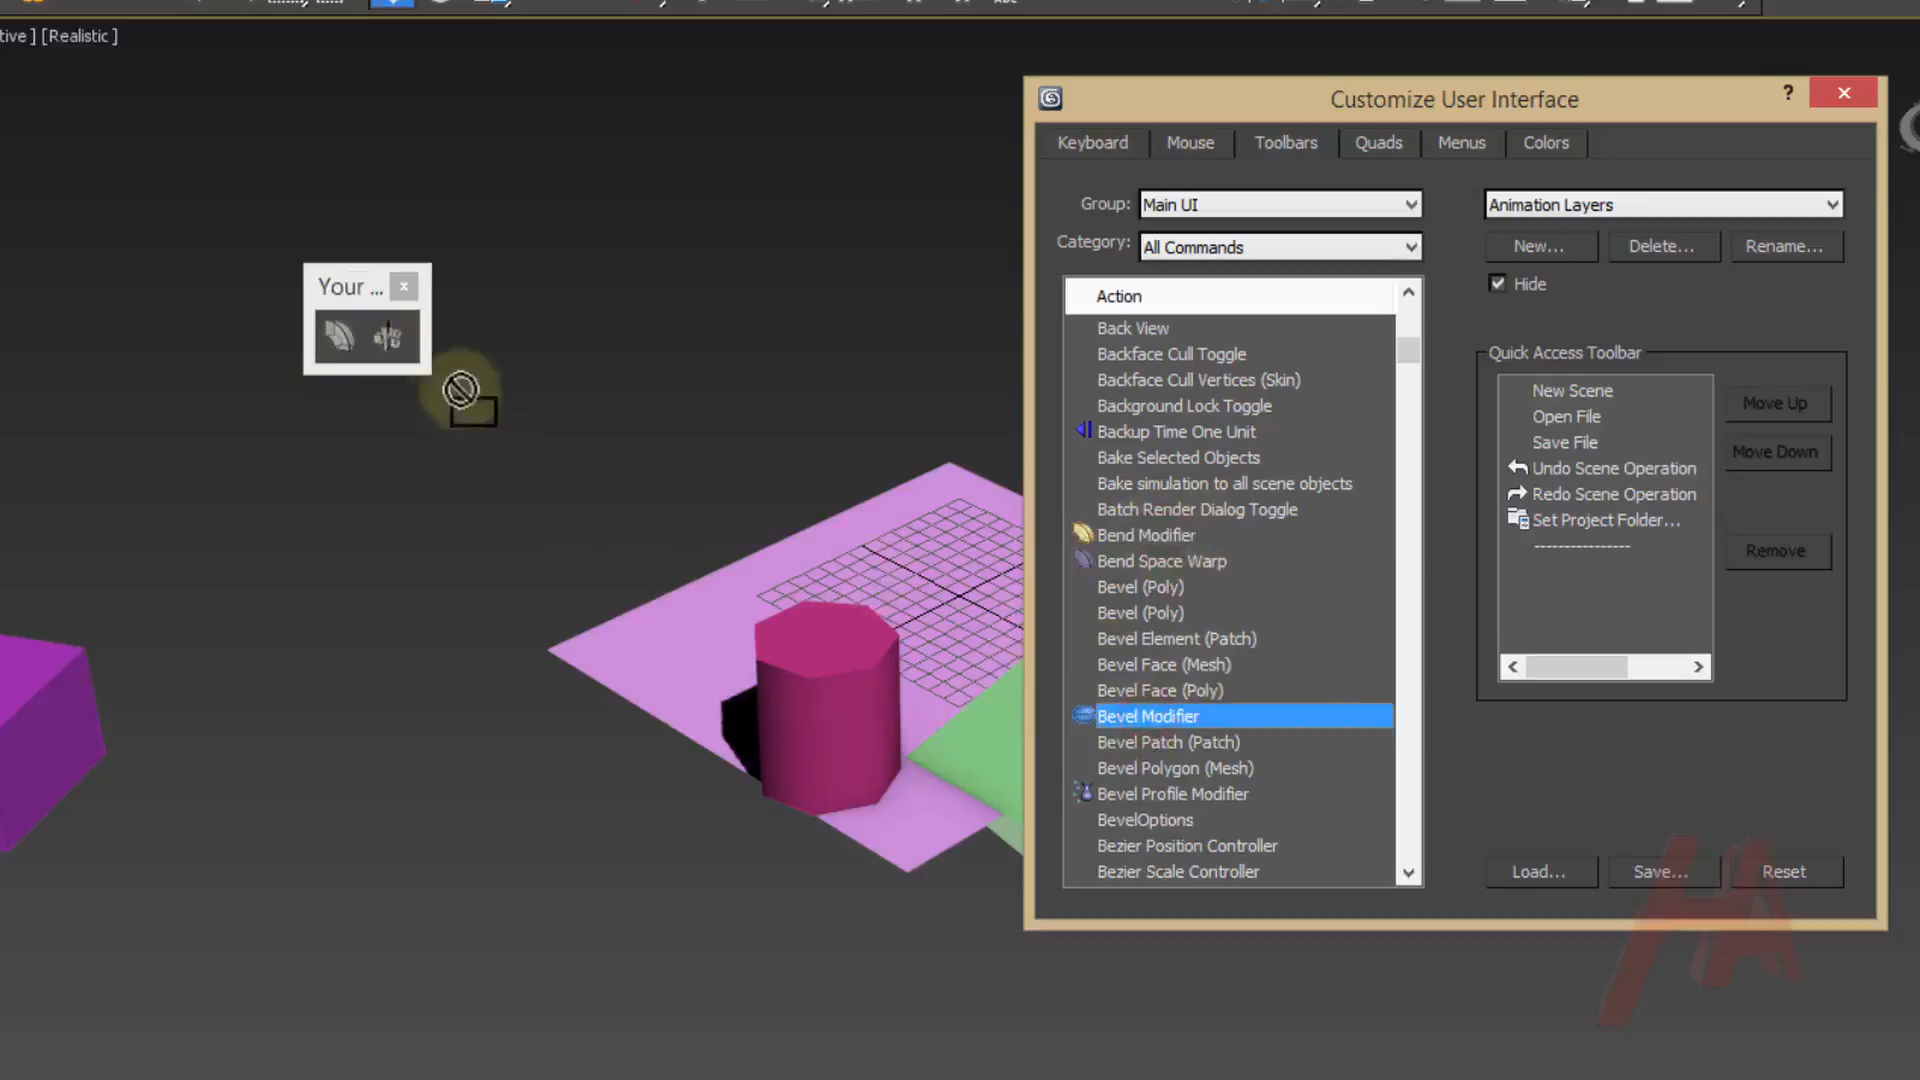 tive ] [Realistic ]
Customize User Interface
?
Keyboard
Mouse
Toolbars
Quads
Menus
Colors
Group:
Main UI
Category:
All Commands
Action
Back View
Backface Cull Toggle
Backface Cull Vertices (Skin)
Background Lock Toggle
Backup Time One Unit
Bake Selected Objects
Bake simulation to all scene objects
Batch Render Dialog Toggle
Bend Modifier
Bend Space Warp
Bevel (Poly)
Bevel (Poly)
Bevel Element (Patch)
Bevel Face (Mesh)
Bevel Face (Poly)
Bevel Modifier
Bevel Patch (Patch)
Bevel Polygon (Mesh)
Bevel Profile Modifier
BevelOptions
Bezier Position Controller
Bezier Scale Controller
Animation Layers
New...
Delete...
Rename...
Hide
Quick Access Toolbar
New Scene
Open File
Save File
Undo Scene Operation
Redo Scene Operation
Set Project Folder...
----------------
Move Up
Move Down
Remove
Load...
Save...
Reset
Your ...